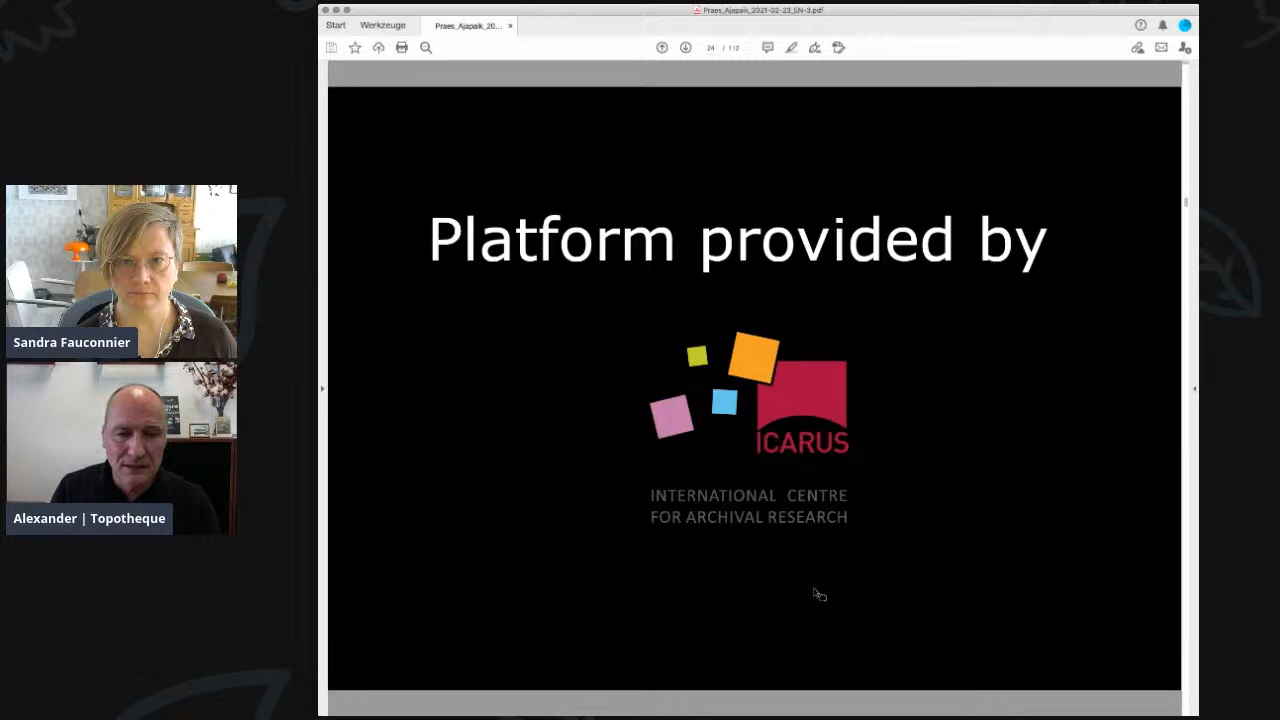 Praes_Ajapaik_2021-02-23_EN-3.pdf
Start
Werkzeuge
Praes_Ajapaik_20...
×
24 / 112
Platform provided by
ICARUS
INTERNATIONAL CENTRE
FOR ARCHIVAL RESEARCH
Sandra Fauconnier
Alexander | Topotheque